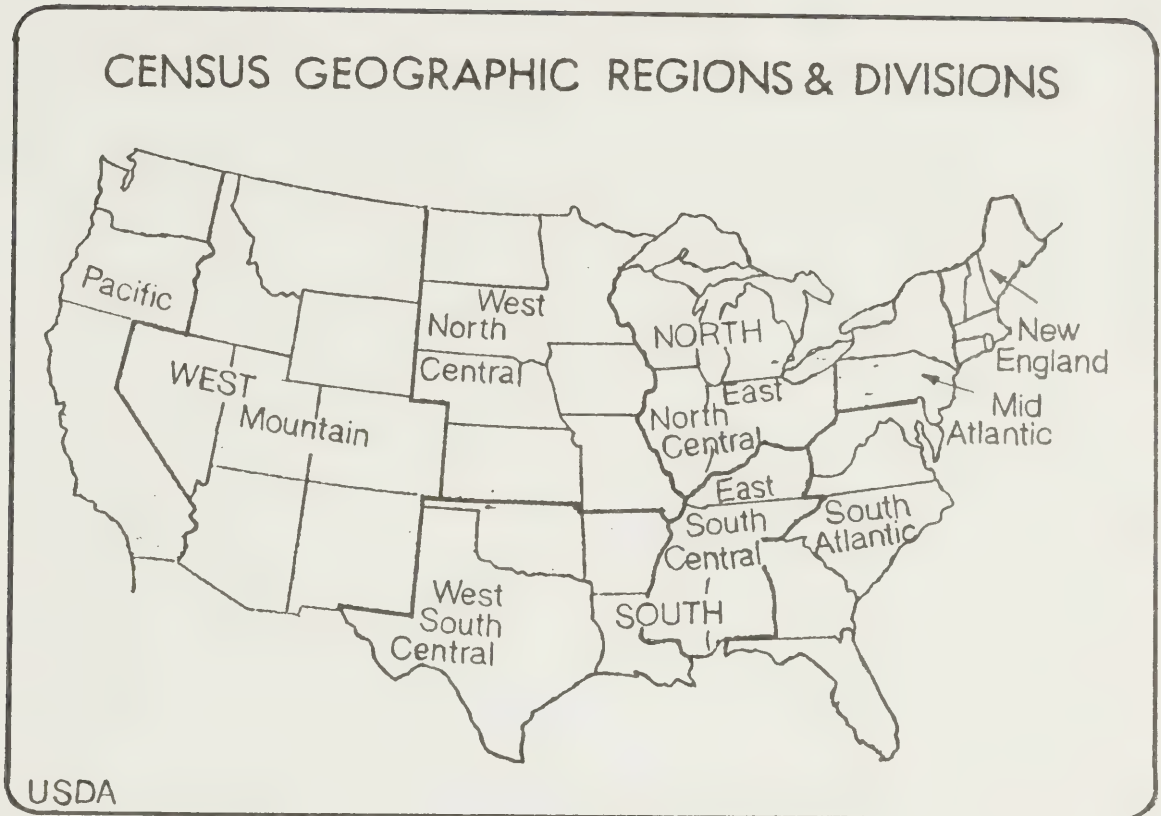 CENSUS GEOGRAPHIC REGIONS & DIVISIONS
Pacific
WEST
Mountain
West
North
Central
NORTH
East
North
Central
New
England
Mid
Atlantic
East
South
Central
South
Atlantic
West
South
Central
SOUTH
USDA